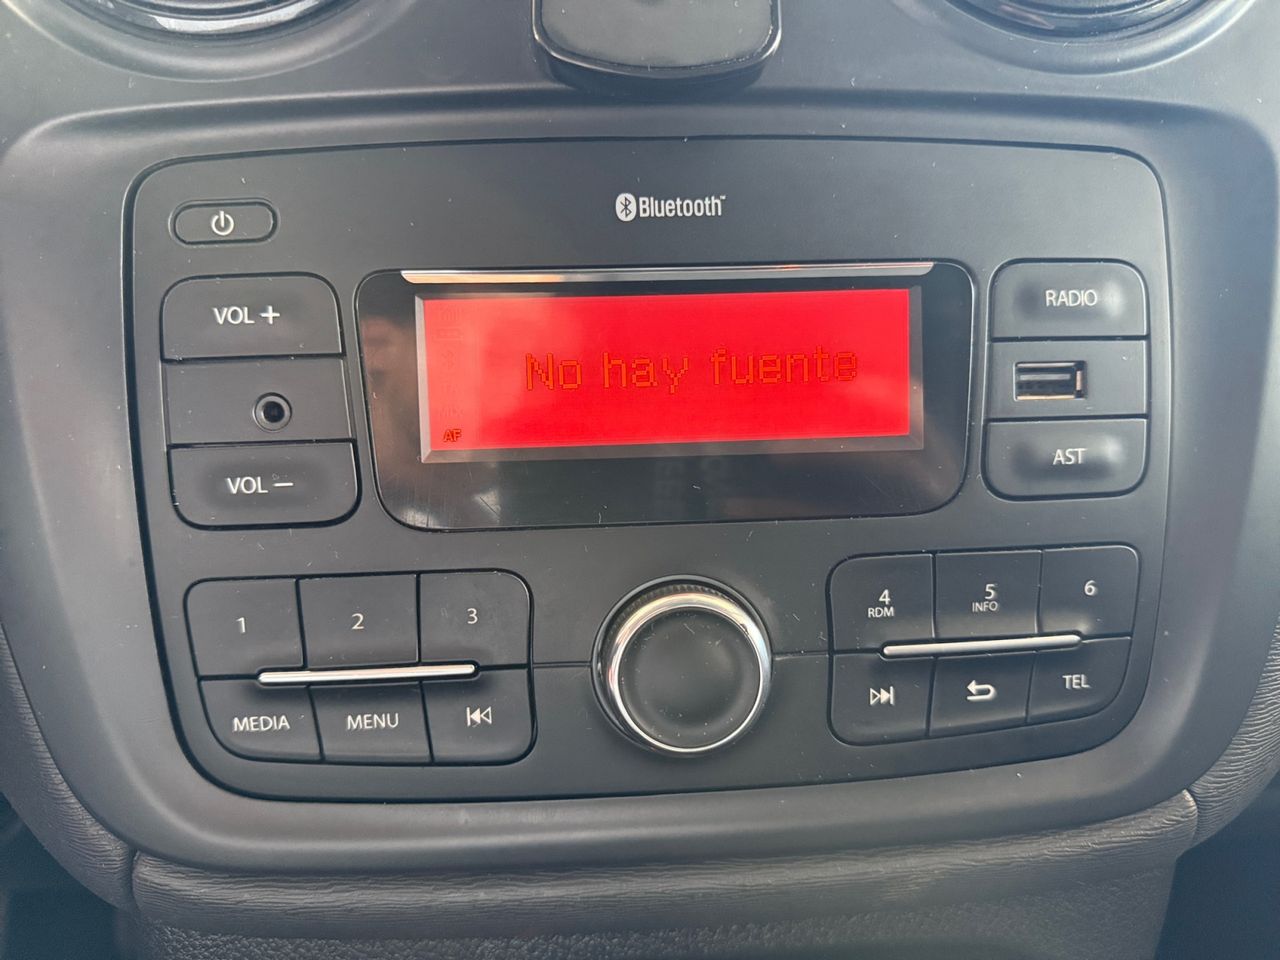 Bluetooth
VOL +
RADIO
No hay fuente
AF
VOL −
AST
1
2
3
4
RDM
5
INFO
6
MEDIA
MENU
TEL